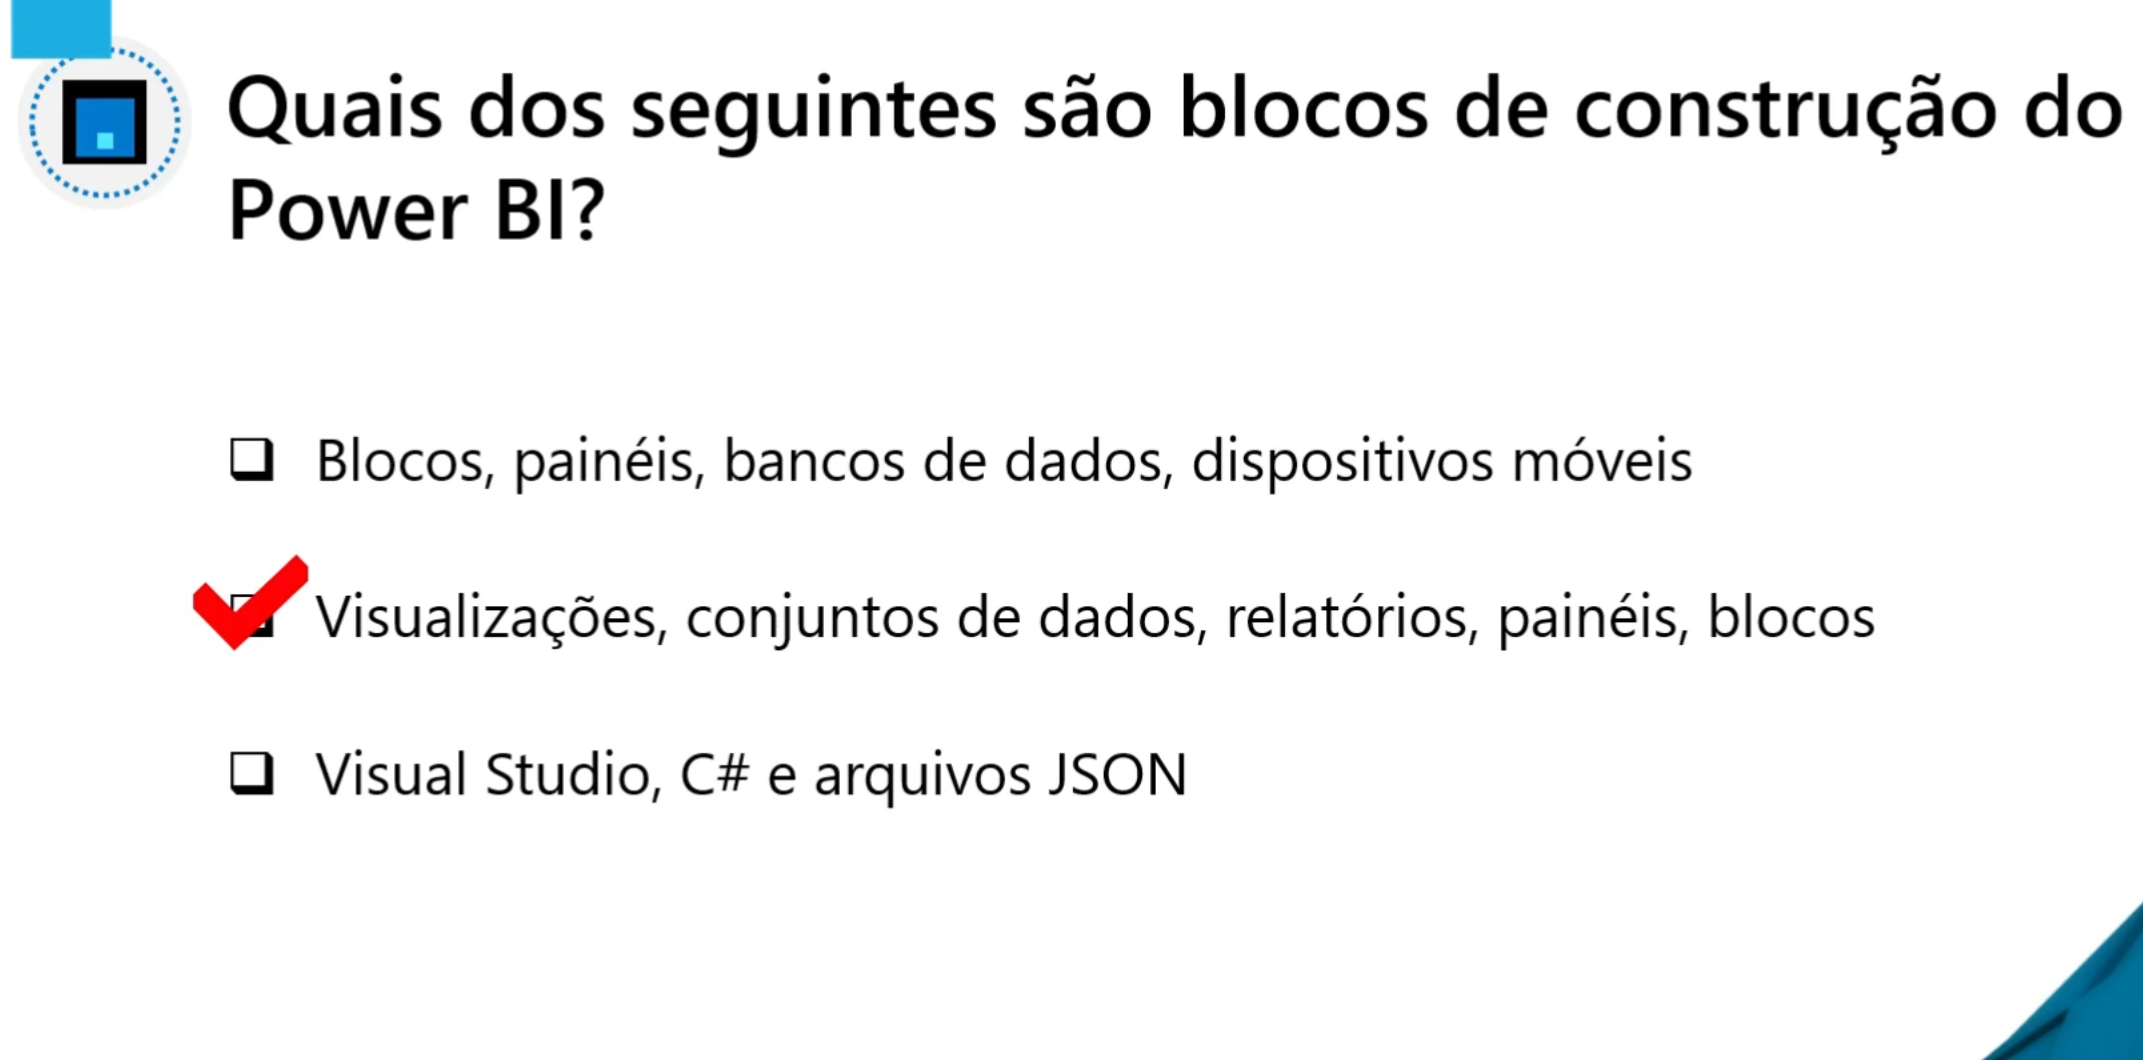 Quais dos seguintes são blocos de construção do
Power BI?
Blocos, painéis, bancos de dados, dispositivos móveis
Visualizações, conjuntos de dados, relatórios, painéis, blocos
Visual Studio, C# e arquivos JSON